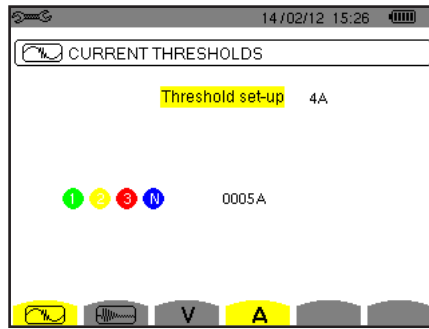 14/02/12 15:26
CURRENT THRESHOLDS
Threshold set-up 4A
1 2 3 N 0005A
V A